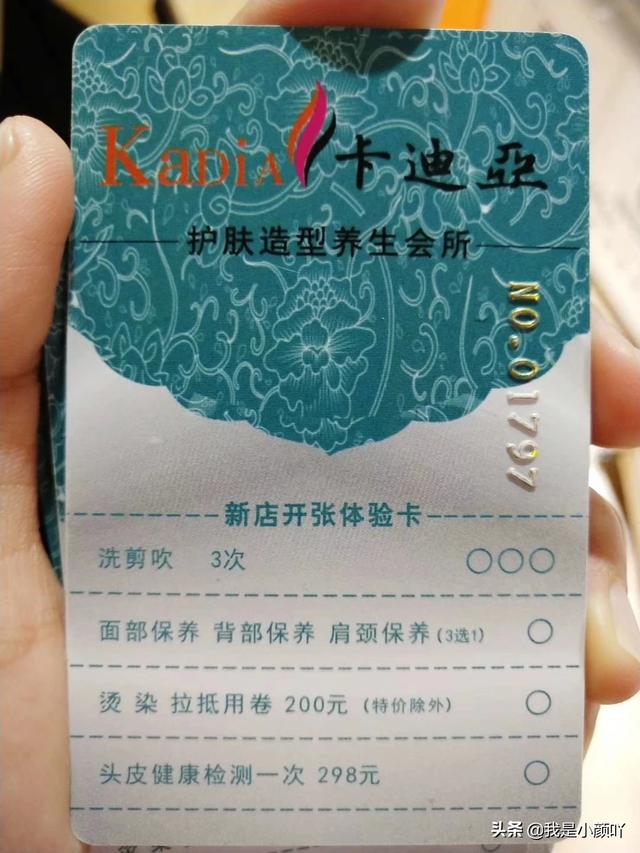 KaDiA 卡迪亞
护肤造型养生会所
NO.01797
新店开张体验卡
洗剪吹 3次
面部保养 背部保养 肩颈保养(3选1)
烫 染 拉抵用卷 200元 (特价除外)
头皮健康检测一次 298元
头条 @我是小颜吖